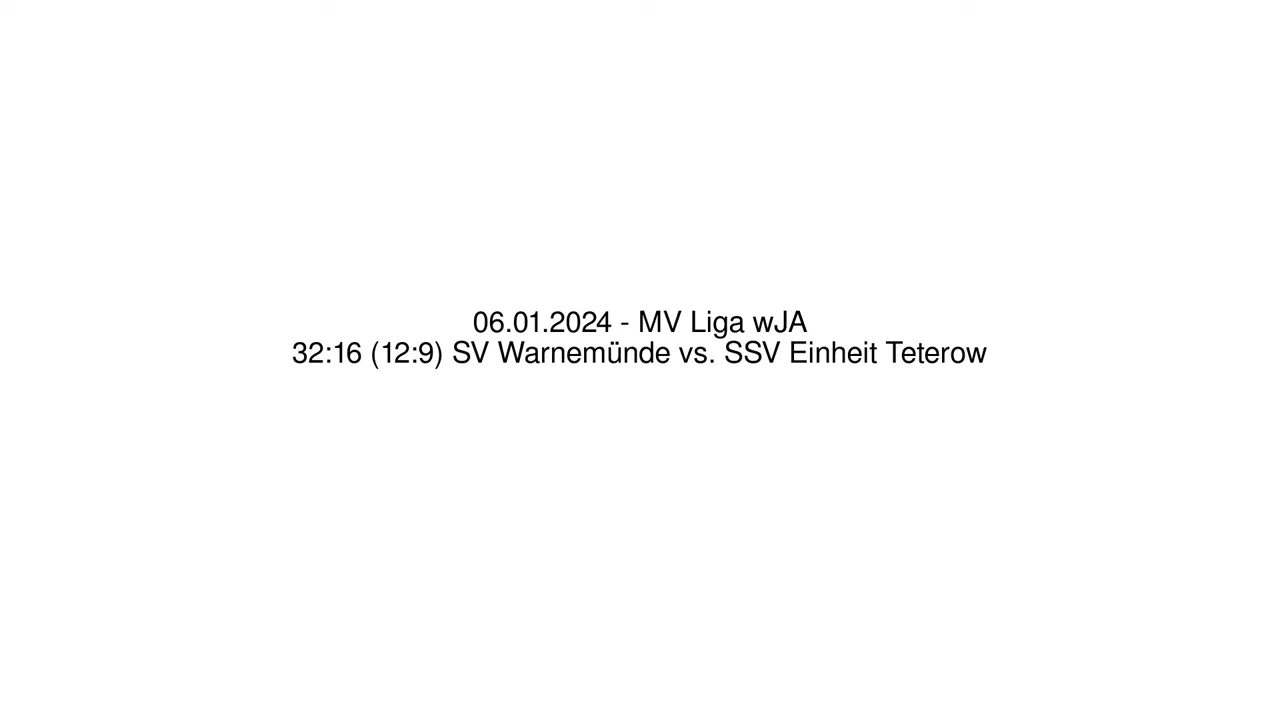 06.01.2024 - MV Liga wJA
32:16 (12:9) SV Warnemünde vs. SSV Einheit Teterow